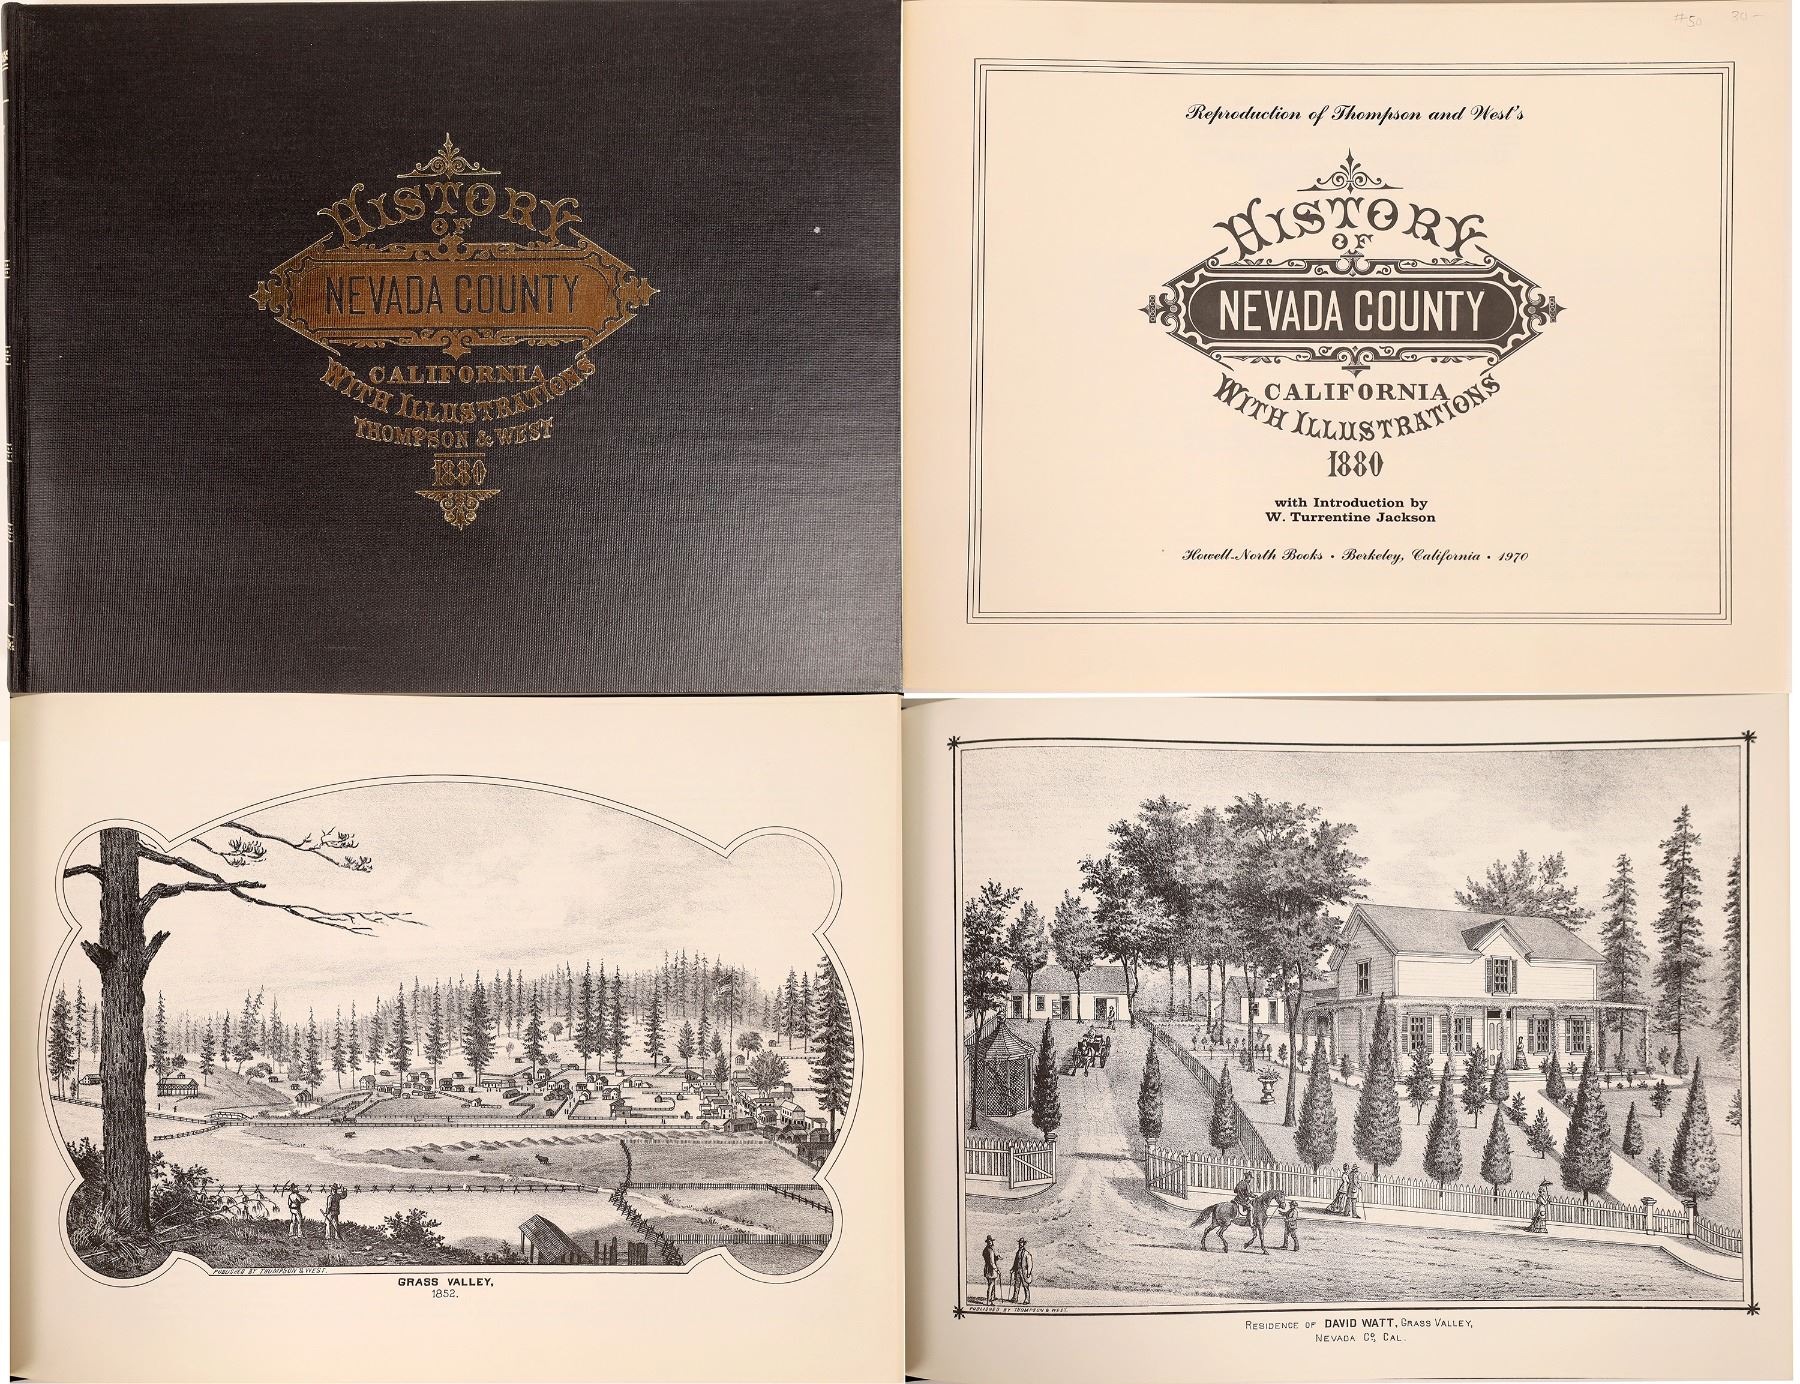 HISTORY
OF
NEVADA COUNTY
CALIFORNIA
WITH ILLUSTRATIONS
THOMPSON & WEST
1880
#50 30-
Reproduction of Thompson and West's
HISTORY
OF
NEVADA COUNTY
CALIFORNIA
WITH ILLUSTRATIONS
1880
with Introduction by
W. Turrentine Jackson
Howell-North Books • Berkeley, California • 1970
PUBLISHED BY THOMPSON & WEST.
GRASS VALLEY,
1852.
PUBLISHED BY THOMPSON & WEST.
RESIDENCE OF DAVID WATT, GRASS VALLEY,
NEVADA CO. CAL.